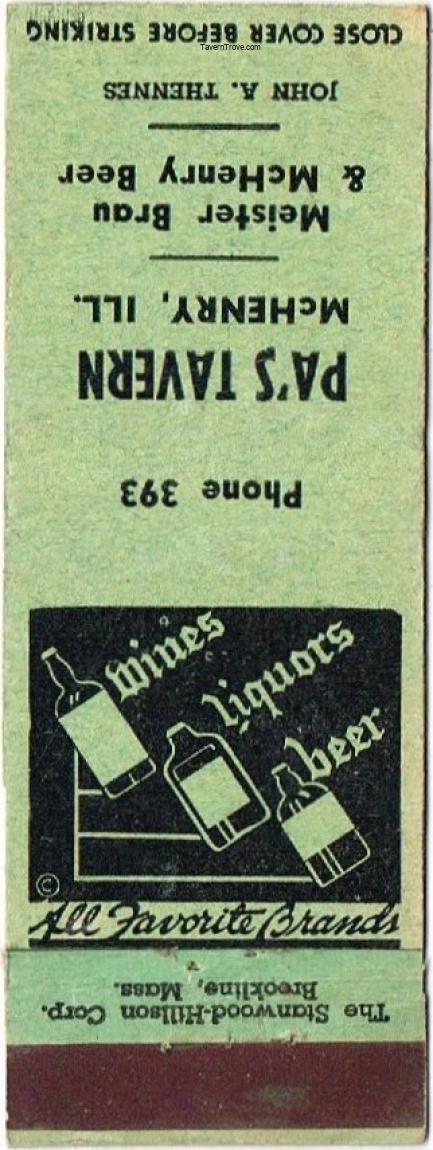 TavernTrove.com
CLOSE COVER BEFORE STRIKING
JOHN A. THENNES
Meister Brau
& McHenry Beer
McHENRY, ILL.
PA'S TAVERN
Phone 393
wines
liquors
beer
©
All Favorite Brands
The Stanwood-Hillson Corp.
Brookline, Mass.